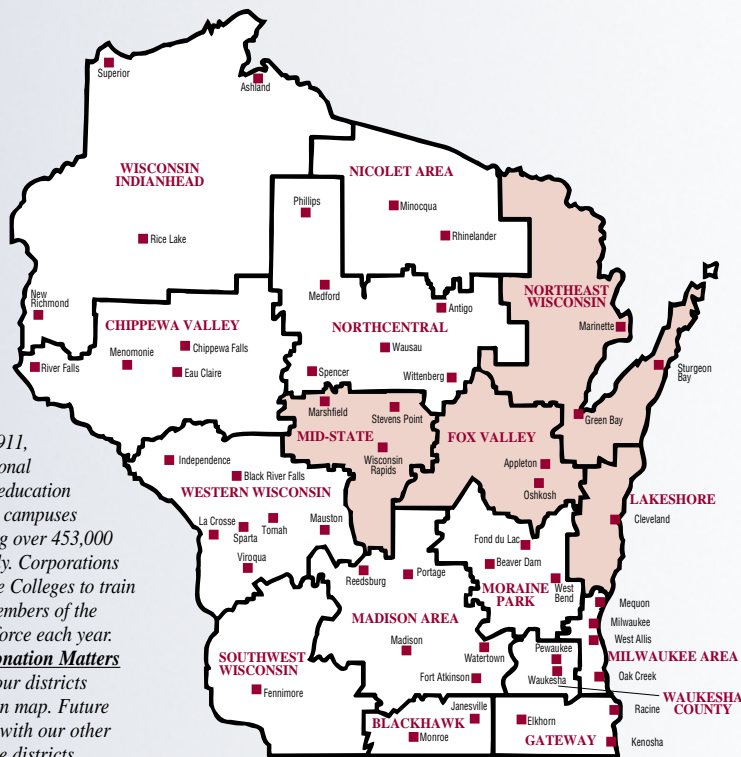 Superior
Ashland
WISCONSIN
INDIANHEAD
NICOLET AREA
Phillips
Minocqua
Rice Lake
Rhinelander
New
Richmond
Medford
Antigo
NORTHEAST
WISCONSIN
Marinette
CHIPPEWA VALLEY
NORTHCENTRAL
Chippewa Falls
Wausau
Menomonie
River Falls
Eau Claire
Spencer
Wittenberg
Sturgeon
Bay
Marshfield
Stevens Point
Green Bay
MID-STATE
FOX VALLEY
Wisconsin
Rapids
Appleton
Oshkosh
Independence
Black River Falls
WESTERN WISCONSIN
LAKESHORE
Cleveland
La Crosse
Sparta
Tomah
Mauston
Viroqua
Fond du Lac
Beaver Dam
Reedsburg
Portage
MORAINE
PARK
West
Bend
Mequon
MADISON AREA
Milwaukee
West Allis
Madison
Watertown
Pewaukee
Waukesha
MILWAUKEE AREA
SOUTHWEST
WISCONSIN
Fort Atkinson
Oak Creek
Fennimore
WAUKESHA
COUNTY
Janesville
BLACKHAWK
Monroe
Elkhorn
GATEWAY
Racine
Kenosha
911,
ional
education
campuses
g over 453,000
ly. Corporations
e Colleges to train
embers of the
force each year.
onation Matters
our districts
n map. Future
with our other
e districts